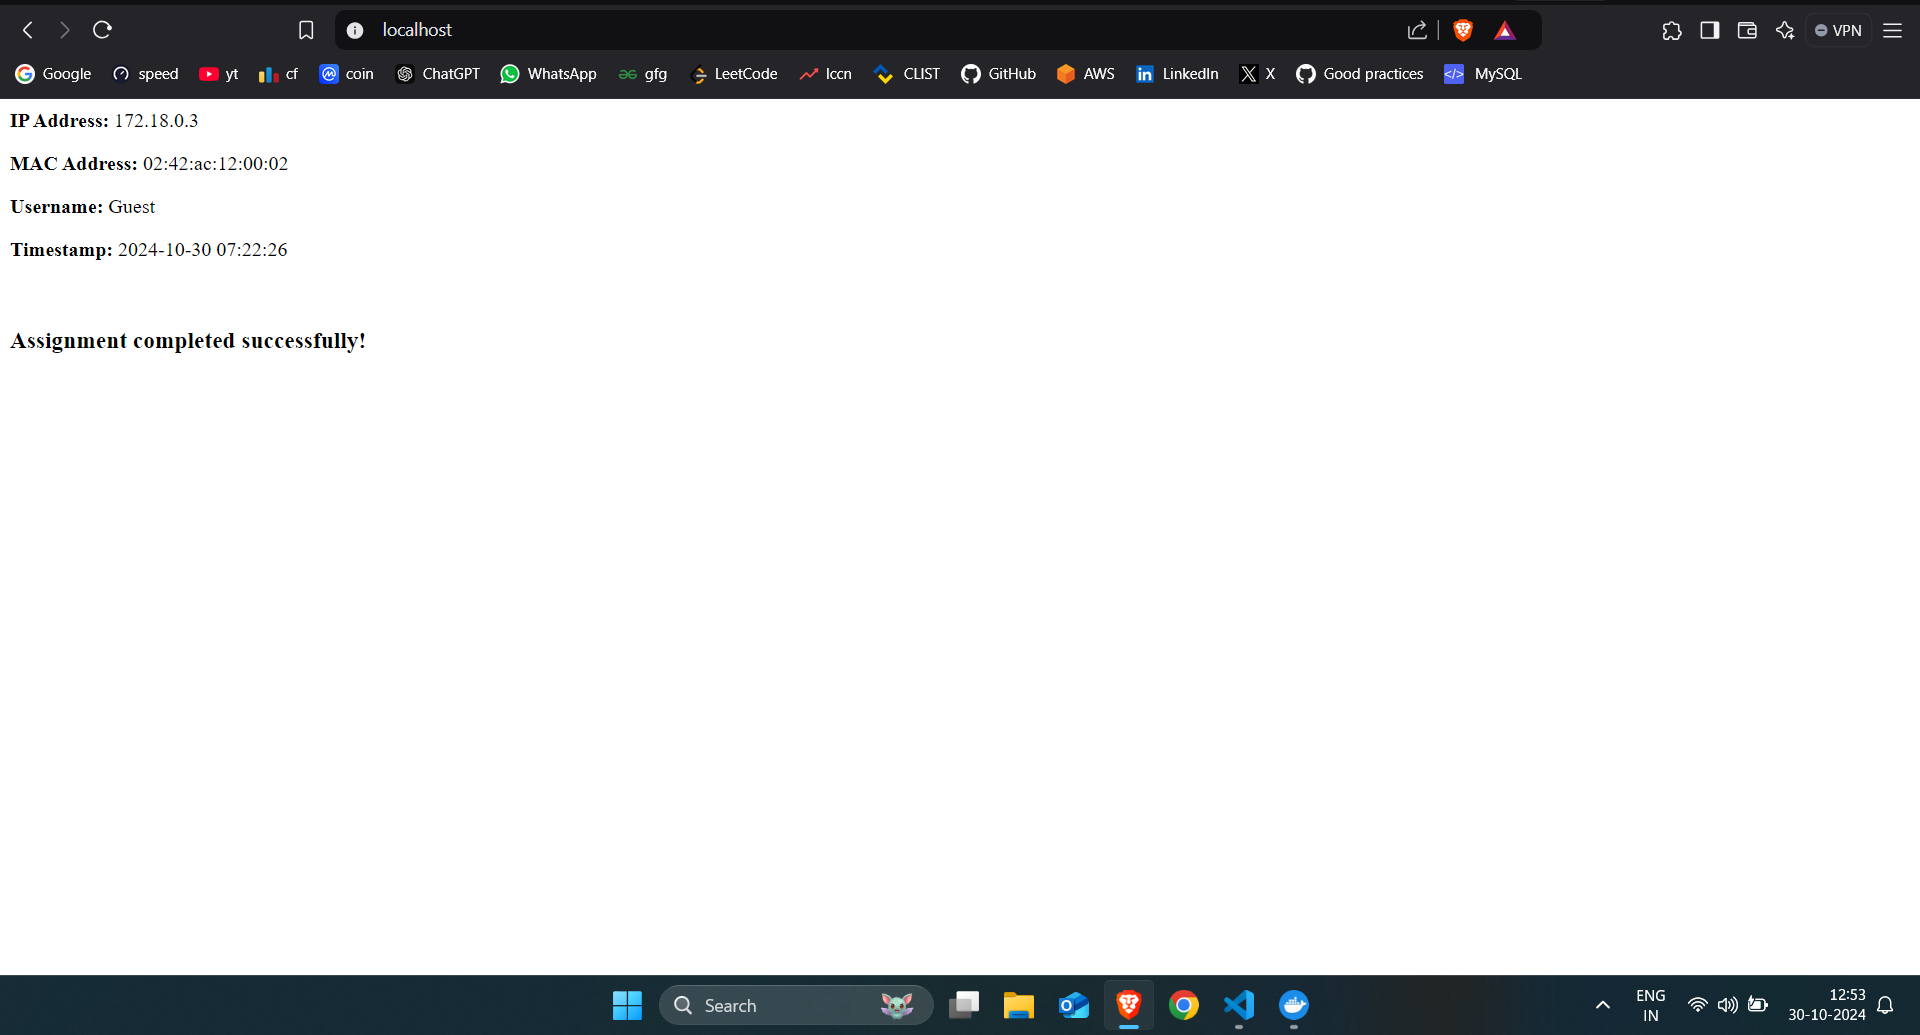 localhost
VPN
Google speed yt cf coin ChatGPT WhatsApp gfg LeetCode lccn CLIST GitHub AWS LinkedIn X Good practices MySQL
IP Address: 172.18.0.3
MAC Address: 02:42:ac:12:00:02
Username: Guest
Timestamp: 2024-10-30 07:22:26
Assignment completed successfully!
Search
ENG
IN
12:53
30-10-2024